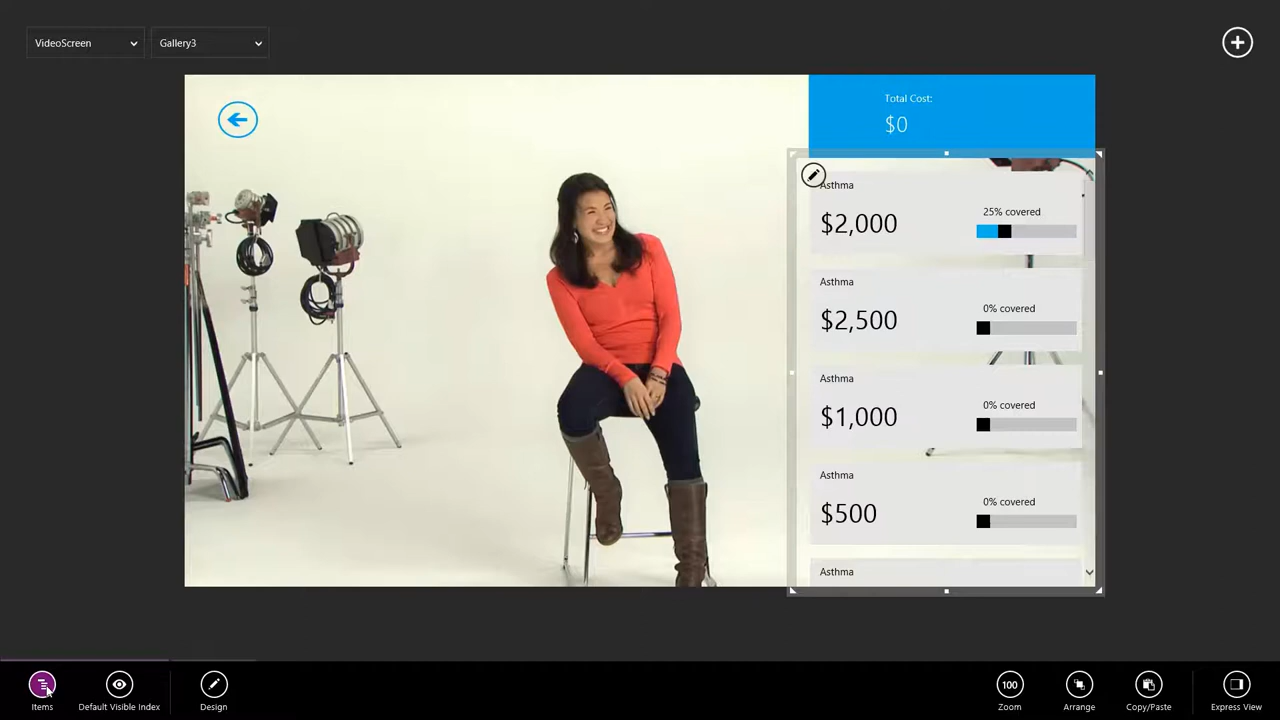 VideoScreen
Gallery3
Total Cost:
$0
Asthma
$2,000
25% covered
Asthma
$2,500
0% covered
Asthma
$1,000
0% covered
Asthma
$500
0% covered
Asthma
Items
Default Visible Index
Design
100
Zoom
Arrange
Copy/Paste
Express View